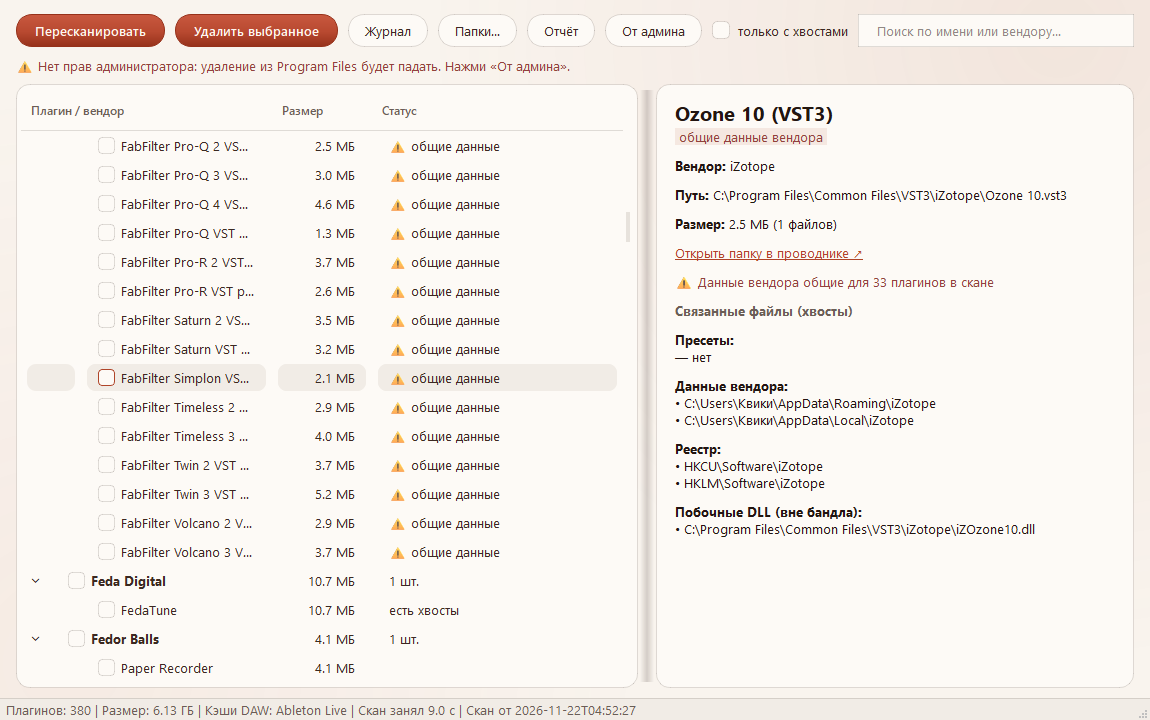 Пересканировать
Удалить выбранное
Журнал
Папки...
Отчёт
От админа
только с хвостами
Поиск по имени или вендору...
Нет прав администратора: удаление из Program Files будет падать. Нажми «От админа».
Плагин / вендор Размер Статус
FabFilter Pro-Q 2 VS... 2.5 МБ общие данные
FabFilter Pro-Q 3 VS... 3.0 МБ общие данные
FabFilter Pro-Q 4 VS... 4.6 МБ общие данные
FabFilter Pro-Q VST ... 1.3 МБ общие данные
FabFilter Pro-R 2 VST... 3.7 МБ общие данные
FabFilter Pro-R VST p... 2.6 МБ общие данные
FabFilter Saturn 2 VS... 3.5 МБ общие данные
FabFilter Saturn VST ... 3.2 МБ общие данные
FabFilter Simplon VS... 2.1 МБ общие данные
FabFilter Timeless 2 ... 2.9 МБ общие данные
FabFilter Timeless 3 ... 4.0 МБ общие данные
FabFilter Twin 2 VST ... 3.7 МБ общие данные
FabFilter Twin 3 VST ... 5.2 МБ общие данные
FabFilter Volcano 2 V... 2.9 МБ общие данные
FabFilter Volcano 3 V... 3.7 МБ общие данные
Feda Digital 10.7 МБ 1 шт.
FedaTune 10.7 МБ есть хвосты
Fedor Balls 4.1 МБ 1 шт.
Paper Recorder 4.1 МБ
Ozone 10 (VST3)
общие данные вендора
Вендор: iZotope
Путь: C:\Program Files\Common Files\VST3\iZotope\Ozone 10.vst3
Размер: 2.5 МБ (1 файлов)
Открыть папку в проводнике ↗
Данные вендора общие для 33 плагинов в скане
Связанные файлы (хвосты)
Пресеты:
— нет
Данные вендора:
• C:\Users\Квики\AppData\Roaming\iZotope
• C:\Users\Квики\AppData\Local\iZotope
Реестр:
• HKCU\Software\iZotope
• HKLM\Software\iZotope
Побочные DLL (вне бандла):
• C:\Program Files\Common Files\VST3\iZotope\iZOzone10.dll
Плагинов: 380 | Размер: 6.13 ГБ | Кэши DAW: Ableton Live | Скан занял 9.0 с | Скан от 2026-11-22T04:52:27